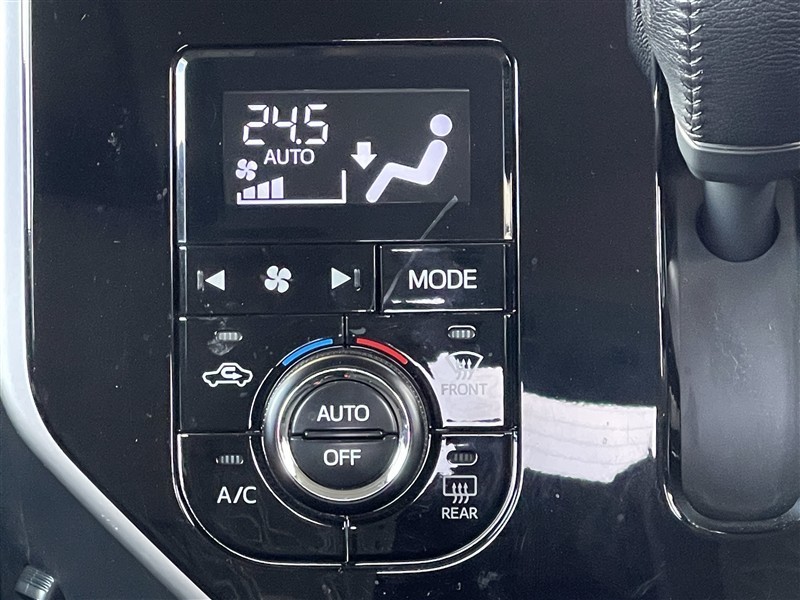 24.5
AUTO
MODE
FRONT
AUTO
OFF
A/C
REAR